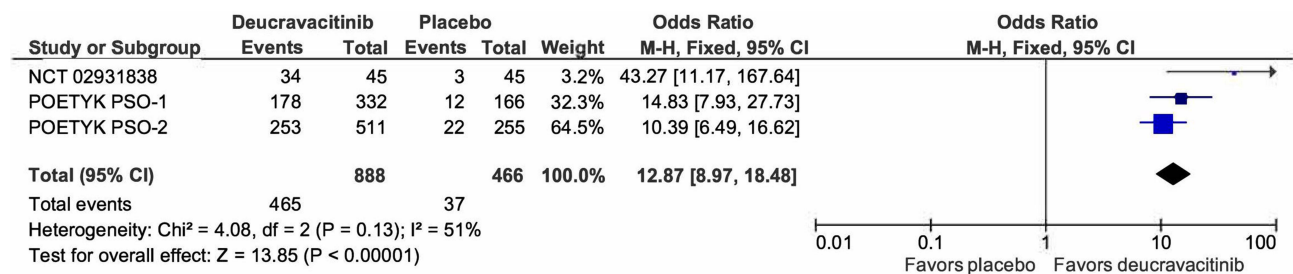 Deucravacitinib Placebo Odds Ratio Odds Ratio
Study or Subgroup Events Total Events Total Weight M-H, Fixed, 95% CI M-H, Fixed, 95% CI
NCT 02931838 34 45 3 45 3.2% 43.27 [11.17, 167.64]
POETYK PSO-1 178 332 12 166 32.3% 14.83 [7.93, 27.73]
POETYK PSO-2 253 511 22 255 64.5% 10.39 [6.49, 16.62]
Total (95% CI) 888 466 100.0% 12.87 [8.97, 18.48]
Total events 465 37
Heterogeneity: Chi² = 4.08, df = 2 (P = 0.13); I² = 51%
Test for overall effect: Z = 13.85 (P < 0.00001)
0.01 0.1 1 10 100
Favors placebo Favors deucravacitinib